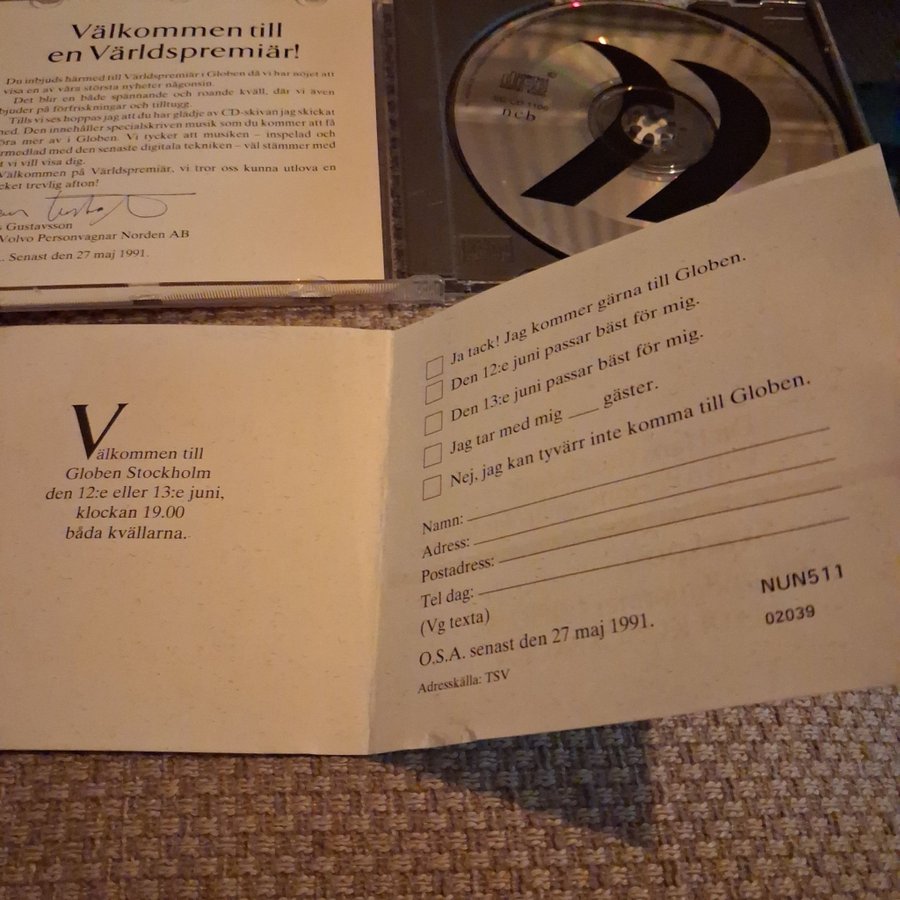 Välkommen till
en Världspremiär!
Du inbjuds härmed till Världspremiär i Globen då vi har nöjet att
visa en av våra största nyheter någonsin.
Det blir en både spännande och roande kväll, där vi även
bjuder på förfriskningar och tilltugg.
Tills vi ses hoppas jag att du har glädje av CD-skivan jag skickat
med. Den innehåller specialskriven musik som du kommer att få
öra mer av i Globen. Vi tycker att musiken – inspelad och
rmedlad med den senaste digitala tekniken – väl stämmer med
t vi vill visa dig.
Välkommen på Världspremiär, vi tror oss kunna utlova en
cket trevlig afton!
s Gustavsson
Volvo Personvagnar Norden AB
. Senast den 27 maj 1991.
ncb
Välkommen till
Globen Stockholm
den 12:e eller 13:e juni,
klockan 19.00
båda kvällarna.
Ja tack! Jag kommer gärna till Globen.
Den 12:e juni passar bäst för mig.
Den 13:e juni passar bäst för mig.
Jag tar med mig ___ gäster.
Nej, jag kan tyvärr inte komma till Globen.
Namn:
Adress:
Postadress:
Tel dag:
(Vg texta)
NUN511
02039
O.S.A. senast den 27 maj 1991.
Adresskälla: TSV